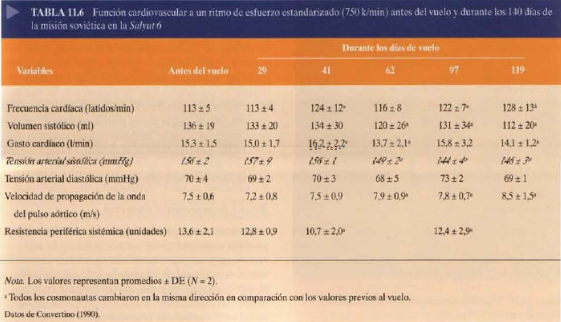 TABLA 11.6 Función cardiovascular a un ritmo de esfuerzo estandarizado (750 k/min) antes del vuelo y durante los 140 días de
la misión soviética en la Salyut 6
Durante los días de vuelo
Variables Antes del vuelo 29 41 62 97 119
Frecuencia cardíaca (latidos/min) 113 ± 5 113 ± 4 124 ± 12ª 116 ± 8 122 ± 7ª 128 ± 13ª
Volumen sistólico (ml) 136 ± 19 133 ± 20 134 ± 30 120 ± 26ª 131 ± 34ª 112 ± 20ª
Gasto cardíaco (l/min) 15,3 ± 1,5 15,0 ± 1,7 16,2 ± 2,2ª 13,7 ± 2,1ª 15,8 ± 3,2 14,1 ± 1,2ª
Tensión arterial sistólica (mmHg) 156 ± 2 157 ± 9 156 ± 1 149 ± 2ª 144 ± 4ª 146 ± 3ª
Tensión arterial diastólica (mmHg) 70 ± 4 69 ± 2 70 ± 3 68 ± 5 73 ± 2 69 ± 1
Velocidad de propagación de la onda 7,5 ± 0,6 7,2 ± 0,8 7,5 ± 0,9 7,9 ± 0,9ª 7,8 ± 0,7ª 8,5 ± 1,5ª
del pulso aórtico (m/s)
Resistencia periférica sistémica (unidades) 13,6 ± 2,1 12,8 ± 0,9 10,7 ± 2,0ª 12,4 ± 2,9ª
Nota. Los valores representan promedios ± DE (N = 2).
ª Todos los cosmonautas cambiaron en la misma dirección en comparación con los valores previos al vuelo.
Datos de Convertino (1990).